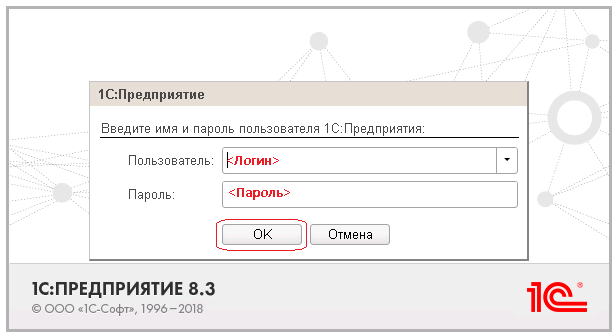 1С:Предприятие
Введите имя и пароль пользователя 1С:Предприятия:
Пользователь: <Логин>
Пароль: <Пароль>
OK Отмена
1С:ПРЕДПРИЯТИЕ 8.3
© ООО «1С-Софт», 1996–2018
1С®